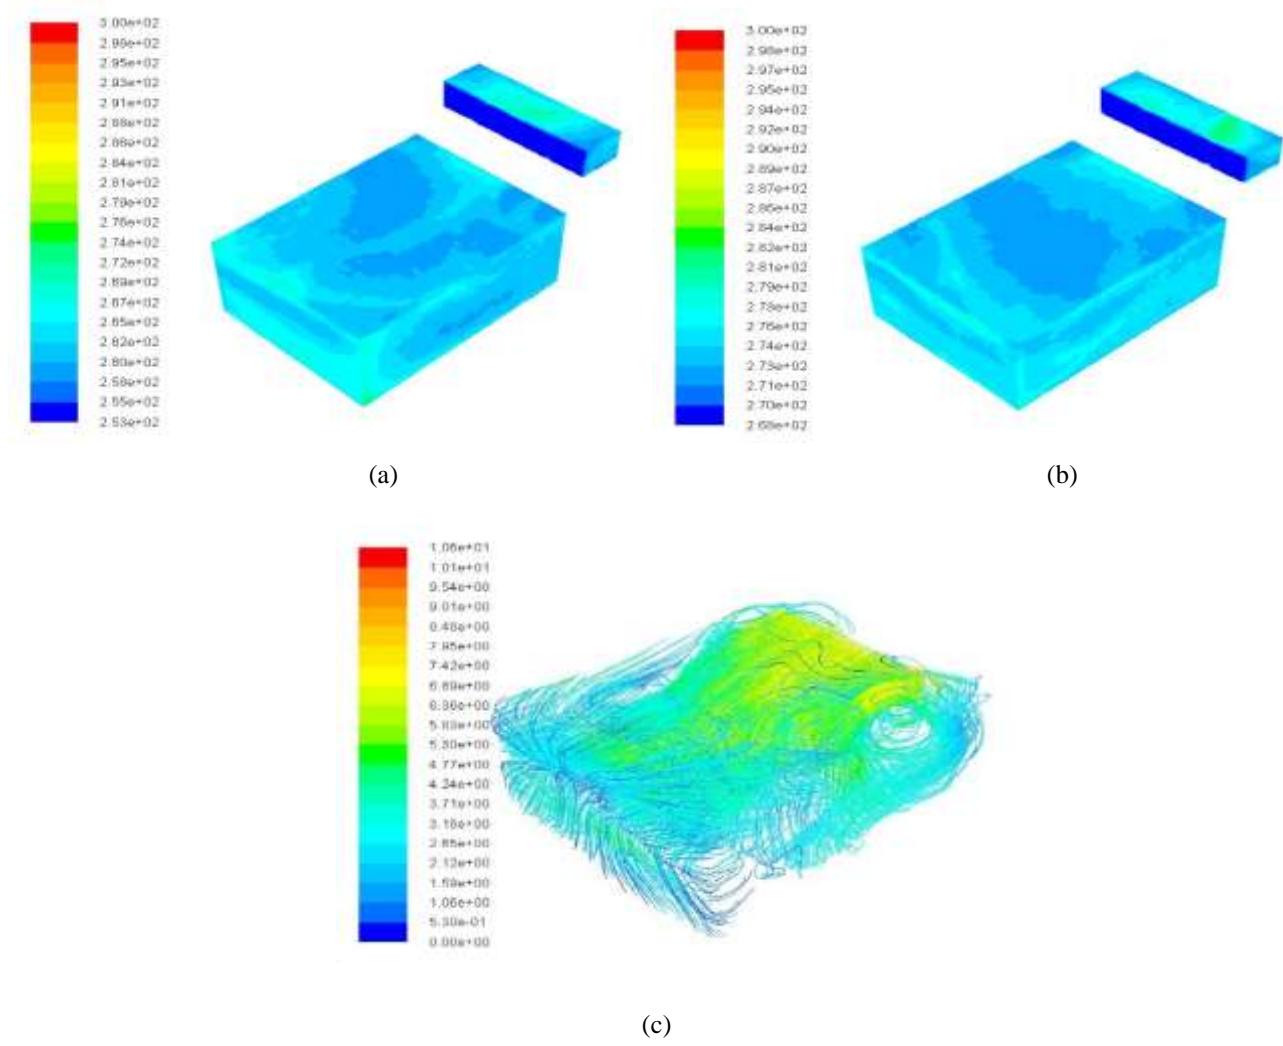 3.00e+02
2.98e+02
2.95e+02
2.93e+02
2.91e+02
2.88e+02
2.86e+02
2.84e+02
2.81e+02
2.79e+02
2.76e+02
2.74e+02
2.72e+02
2.69e+02
2.67e+02
2.65e+02
2.62e+02
2.60e+02
2.58e+02
2.55e+02
2.53e+02
(a)
3.00e+02
2.98e+02
2.97e+02
2.95e+02
2.94e+02
2.92e+02
2.90e+02
2.89e+02
2.87e+02
2.86e+02
2.84e+02
2.82e+02
2.81e+02
2.79e+02
2.78e+02
2.76e+02
2.74e+02
2.73e+02
2.71e+02
2.70e+02
2.68e+02
(b)
1.06e+01
1.01e+01
9.54e+00
9.01e+00
8.48e+00
7.95e+00
7.42e+00
6.89e+00
6.36e+00
5.83e+00
5.30e+00
4.77e+00
4.24e+00
3.71e+00
3.18e+00
2.65e+00
2.12e+00
1.59e+00
1.06e+00
5.30e-01
0.00e+00
(c)